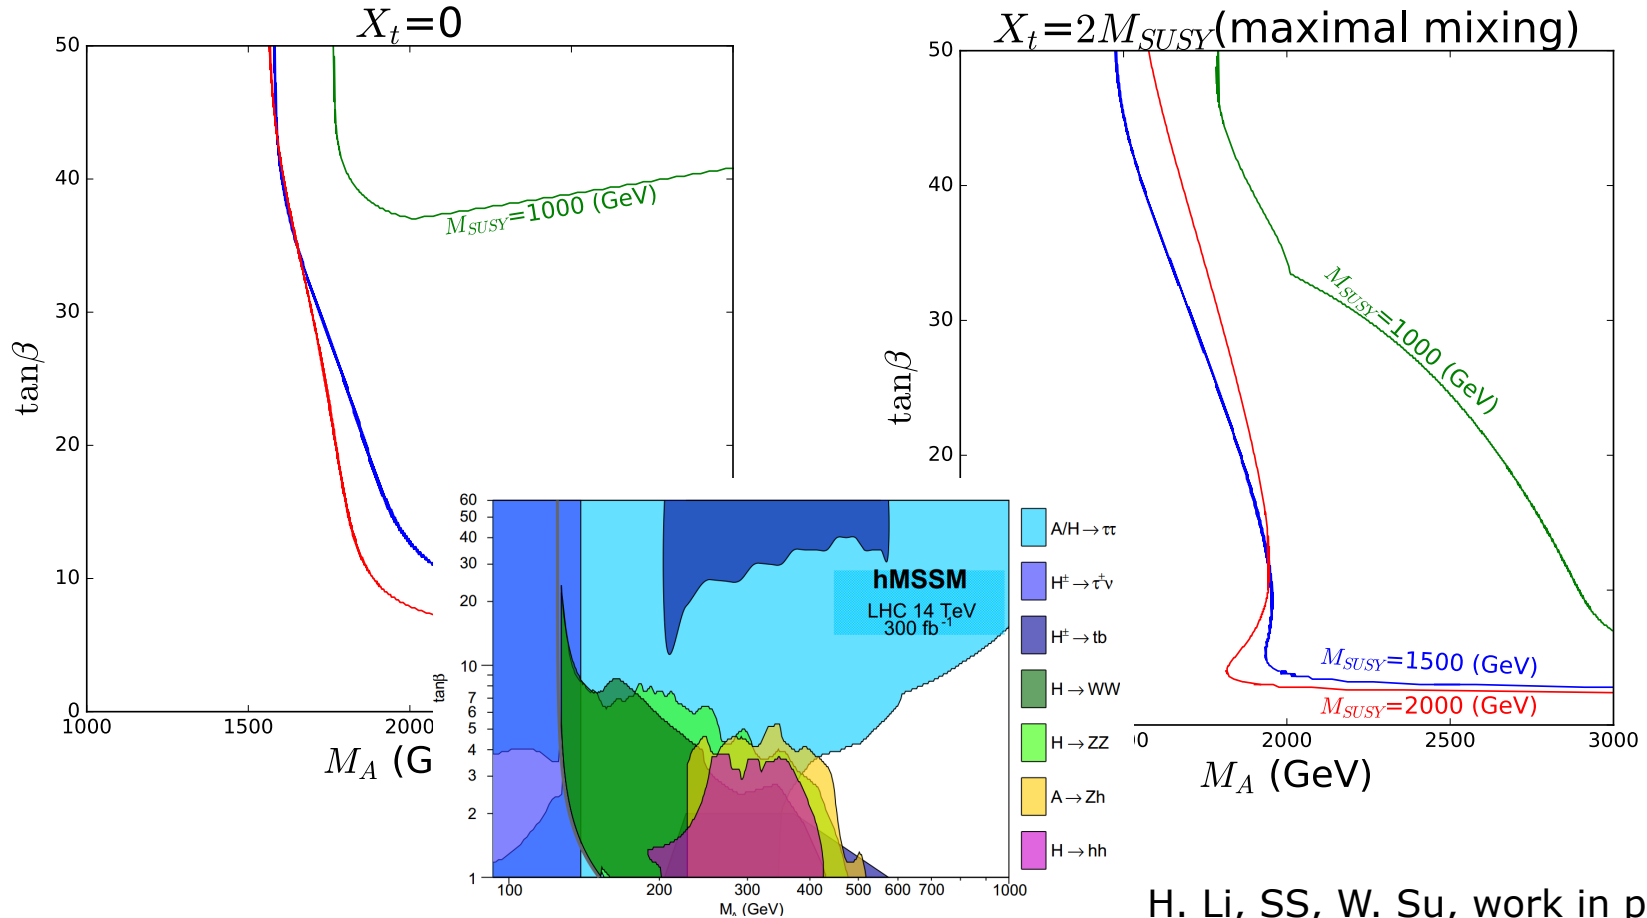 X_t=0
50
40
30
20
10
0
tanβ
1000
1500
2000
M_A (G
M_SUSY=1000 (GeV)
X_t=2M_SUSY(maximal mixing)
50
40
30
20
tanβ
M_SUSY=1000 (GeV)
M_SUSY=1500 (GeV)
M_SUSY=2000 (GeV)
00
2000
2500
3000
M_A (GeV)
60
50
40
30
20
10
7
6
5
4
3
2
1
tanβ
hMSSM
LHC 14 TeV
300 fb⁻¹
100
200
300
400
500
600
700
1000
M_A (GeV)
A/H→ττ
H±→τ⁺ν
H±→tb
H→WW
H→ZZ
A→Zh
H→hh
H. Li, SS, W. Su, work in p